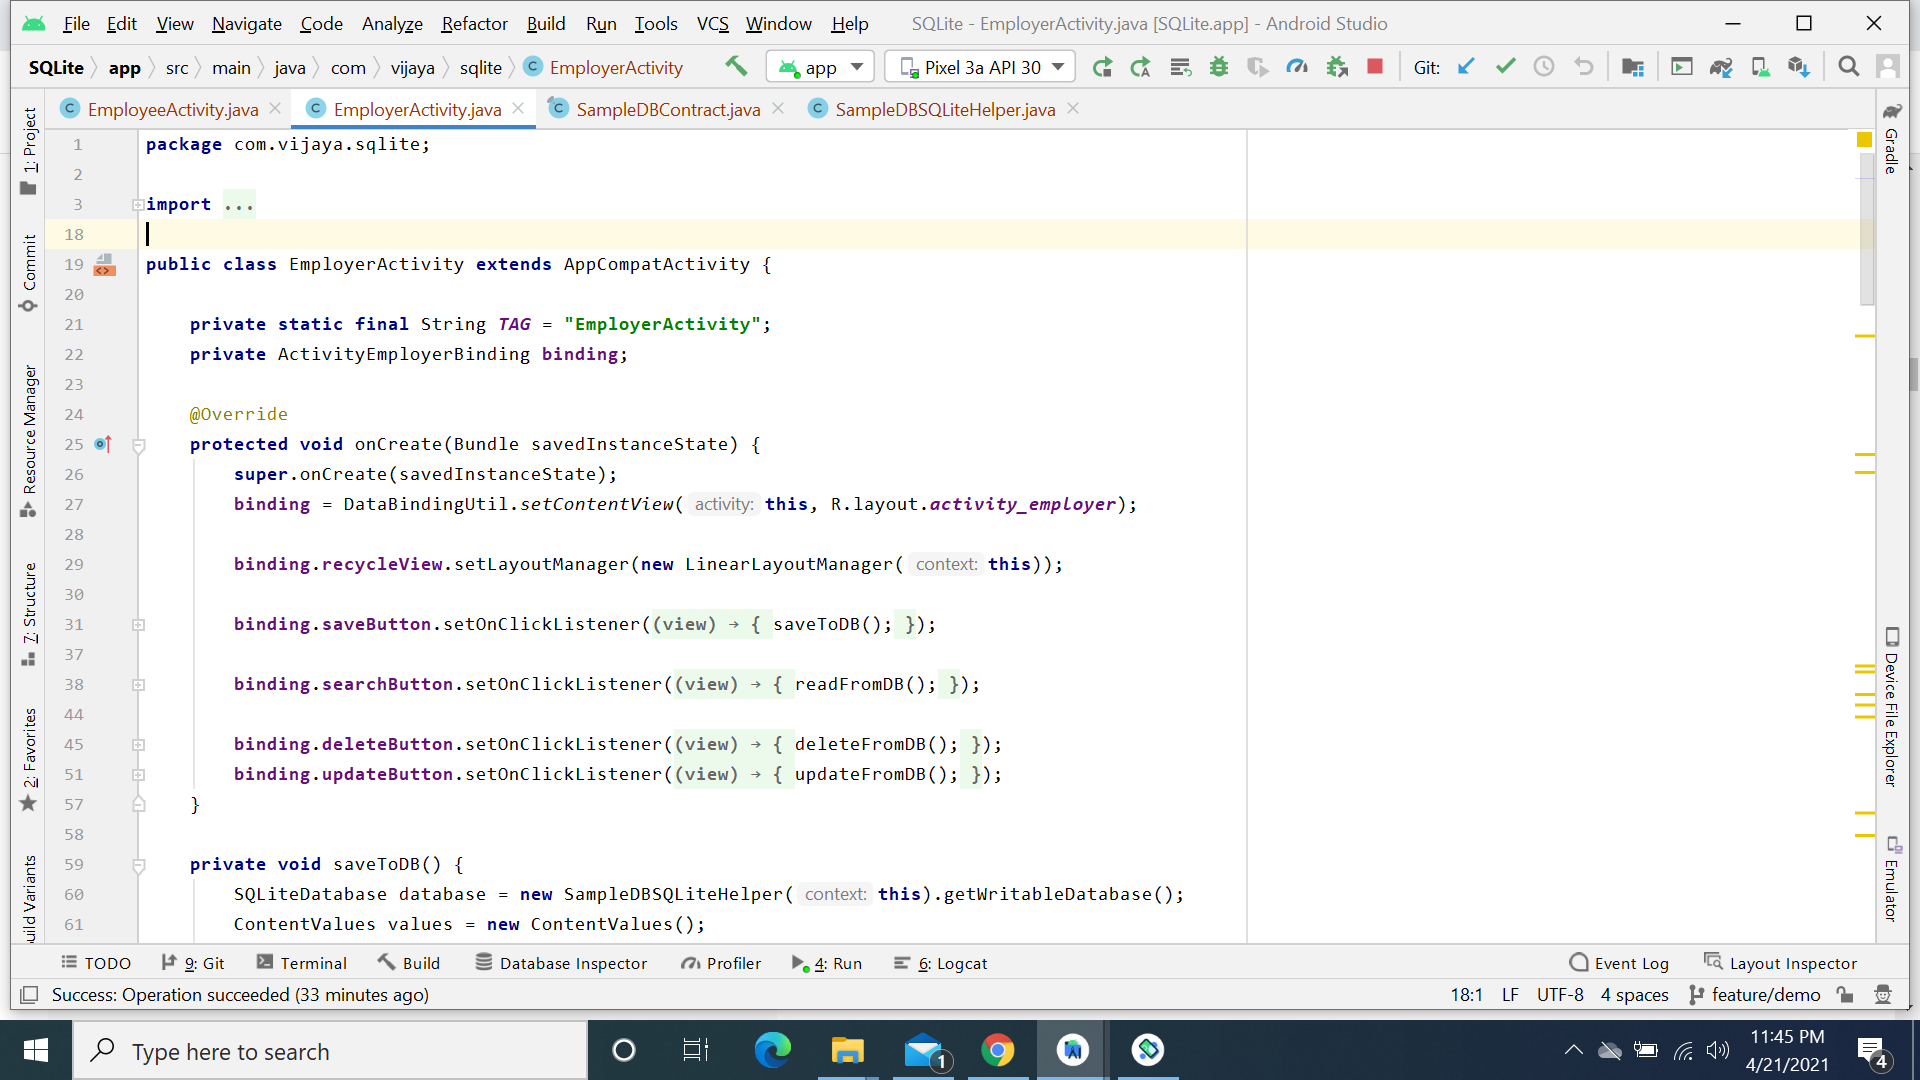 File Edit View Navigate Code Analyze Refactor Build Run Tools VCS Window Help SQLite - EmployerActivity.java [SQLite.app] - Android Studio
SQLite app src main java com vijaya sqlite C EmployerActivity app Pixel 3a API 30 Git:
C EmployeeActivity.java C EmployerActivity.java C SampleDBContract.java C SampleDBSQLiteHelper.java
1 package com.vijaya.sqlite;
2
3 import ...
18
19 public class EmployerActivity extends AppCompatActivity {
20
21 private static final String TAG = "EmployerActivity";
22 private ActivityEmployerBinding binding;
23
24 @Override
25 protected void onCreate(Bundle savedInstanceState) {
26 super.onCreate(savedInstanceState);
27 binding = DataBindingUtil.setContentView( activity: this, R.layout.activity_employer);
28
29 binding.recycleView.setLayoutManager(new LinearLayoutManager( context: this));
30
31 binding.saveButton.setOnClickListener((view) → { saveToDB(); });
37
38 binding.searchButton.setOnClickListener((view) → { readFromDB(); });
44
45 binding.deleteButton.setOnClickListener((view) → { deleteFromDB(); });
51 binding.updateButton.setOnClickListener((view) → { updateFromDB(); });
57 }
58
59 private void saveToDB() {
60 SQLiteDatabase database = new SampleDBSQLiteHelper( context: this).getWritableDatabase();
61 ContentValues values = new ContentValues();
1: Project
Commit
Resource Manager
7: Structure
2: Favorites
uild Variants
Gradle
Device File Explorer
Emulator
TODO 9: Git Terminal Build Database Inspector Profiler 4: Run 6: Logcat Event Log Layout Inspector
Success: Operation succeeded (33 minutes ago) 18:1 LF UTF-8 4 spaces feature/demo
Type here to search 1 11:45 PM
4/21/2021 4